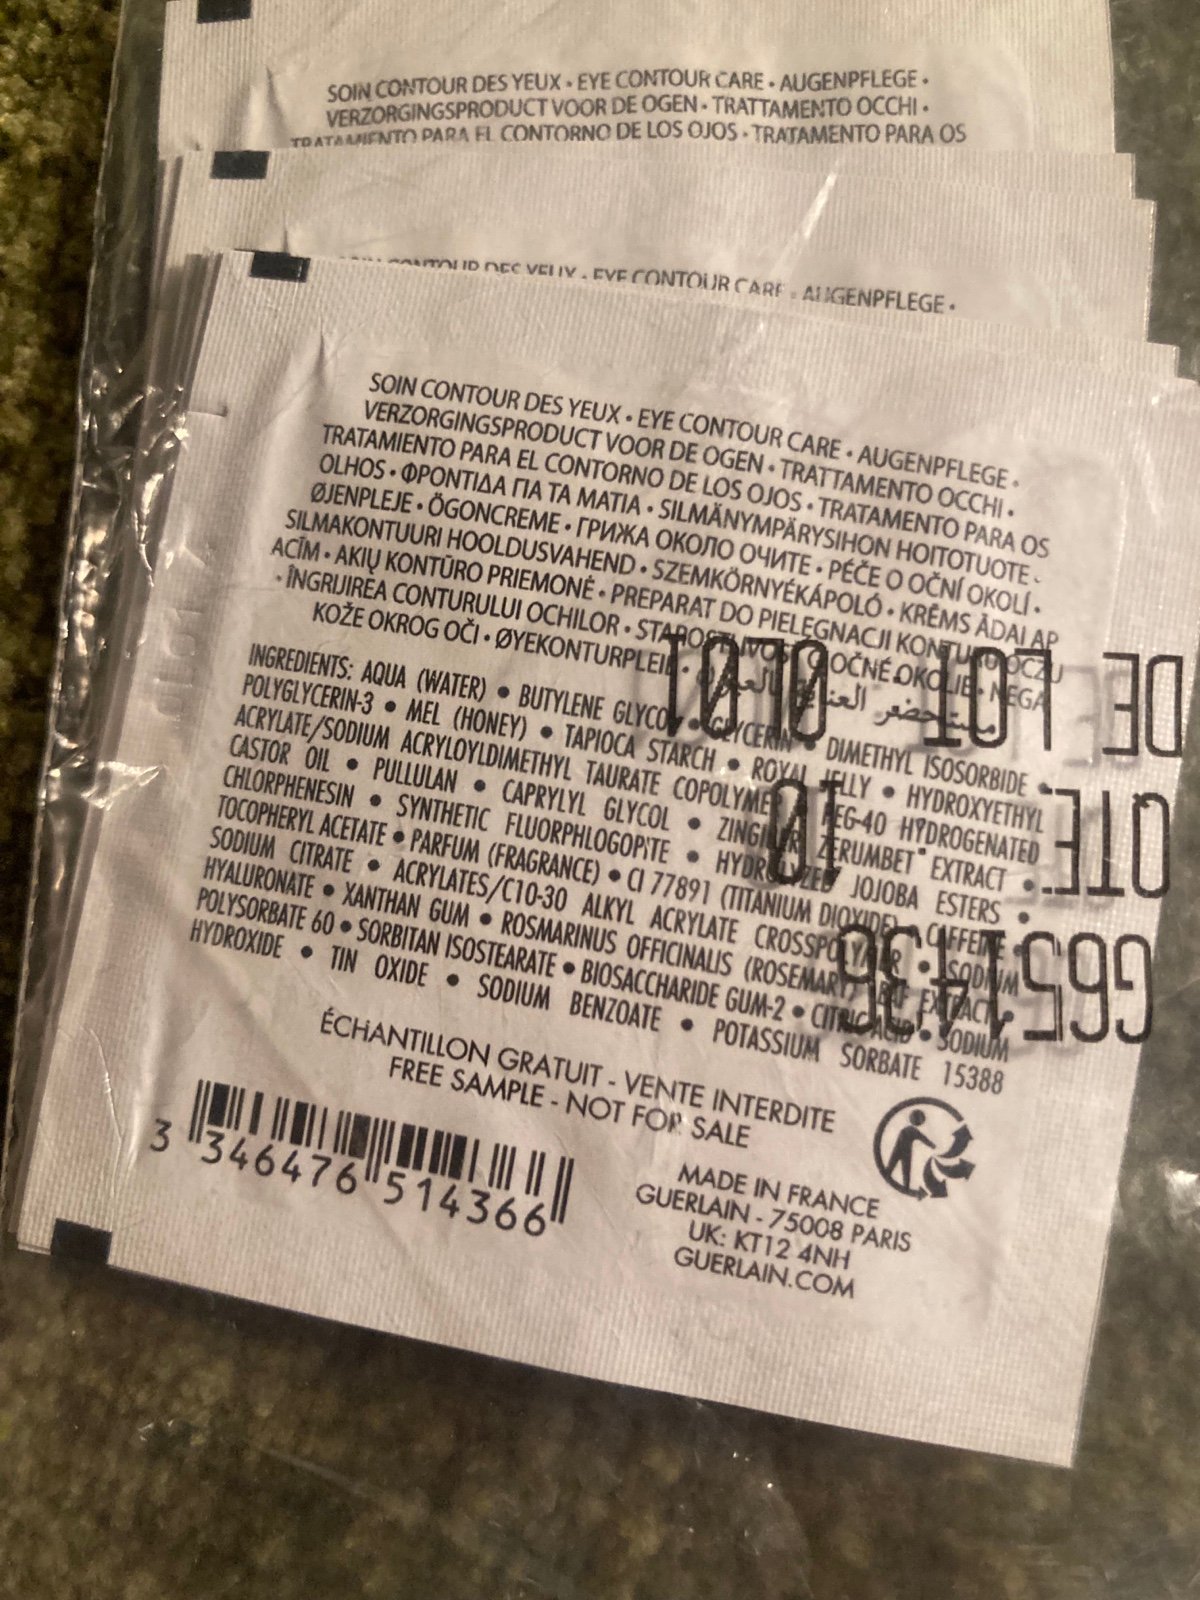 SOIN CONTOUR DES YEUX • EYE CONTOUR CARE • AUGENPFLEGE •
VERZORGINGSPRODUCT VOOR DE OGEN • TRATTAMENTO OCCHI •
TRATAMIENTO PARA EL CONTORNO DE LOS OJOS • TRATAMENTO PARA OS
SOIN CONTOUR DES YEUX • EYE CONTOUR CARE • AUGENPFLEGE •
SOIN CONTOUR DES YEUX • EYE CONTOUR CARE • AUGENPFLEGE •
VERZORGINGSPRODUCT VOOR DE OGEN • TRATTAMENTO OCCHI •
TRATAMIENTO PARA EL CONTORNO DE LOS OJOS • TRATAMENTO PARA OS
OLHOS • ΦΡΟΝΤΙΔΑ ΓΙΑ ΤΑ ΜΑΤΙΑ • SILMÄNYMPÄRYSIHON HOITOTUOTE -
ØJENPLEJE • ÖGONCREME • ГРИЖА ОКОЛО ОЧИТЕ • PÉČE O OČNÍ OKOLÍ •
SILMAKONTUURI HOOLDUSVAHEND • SZEMKÖRNYÉKÁPOLÓ • KRĒMS ĀDAI AP
ACĪM • AKIŲ KONTŪRO PRIEMONĖ • PREPARAT DO PIELĘGNACJI KONTURU OCZU
• ÎNGRIJIREA CONTURULUI OCHILOR • STAROSTLIVOSŤ O OČNÉ OKOLIE • NEGA
KOŽE OKROG OČI • ØYEKONTURPLEIE • مستحضر العناية
INGREDIENTS: AQUA (WATER) • BUTYLENE GLYCOL • GLYCERIN • DIMETHYL ISOSORBIDE •
POLYGLYCERIN-3 • MEL (HONEY) • TAPIOCA STARCH • ROYAL JELLY • HYDROXYETHYL
ACRYLATE/SODIUM ACRYLOYLDIMETHYL TAURATE COPOLYMER • PEG-40 HYDROGENATED
CASTOR OIL • PULLULAN • CAPRYLYL GLYCOL • ZINGIBER ZERUMBET EXTRACT •
CHLORPHENESIN • SYNTHETIC FLUORPHLOGOPITE • HYDROLYZED JOJOBA ESTERS •
TOCOPHERYL ACETATE • PARFUM (FRAGRANCE) • CI 77891 (TITANIUM DIOXIDE) • CAFFEINE •
SODIUM CITRATE • ACRYLATES/C10-30 ALKYL ACRYLATE CROSSPOLYMER • SODIUM
HYALURONATE • XANTHAN GUM • ROSMARINUS OFFICINALIS (ROSEMARY) LEAF EXTRACT •
POLYSORBATE 60 • SORBITAN ISOSTEARATE • BIOSACCHARIDE GUM-2 • CITRIC ACID • SODIUM
HYDROXIDE • TIN OXIDE • SODIUM BENZOATE • POTASSIUM SORBATE 15388
ÉCHANTILLON GRATUIT - VENTE INTERDITE
FREE SAMPLE - NOT FOR SALE
3 346476 514366
MADE IN FRANCE
GUERLAIN - 75008 PARIS
UK: KT12 4NH
GUERLAIN.COM
DE LOT
QTE: 10